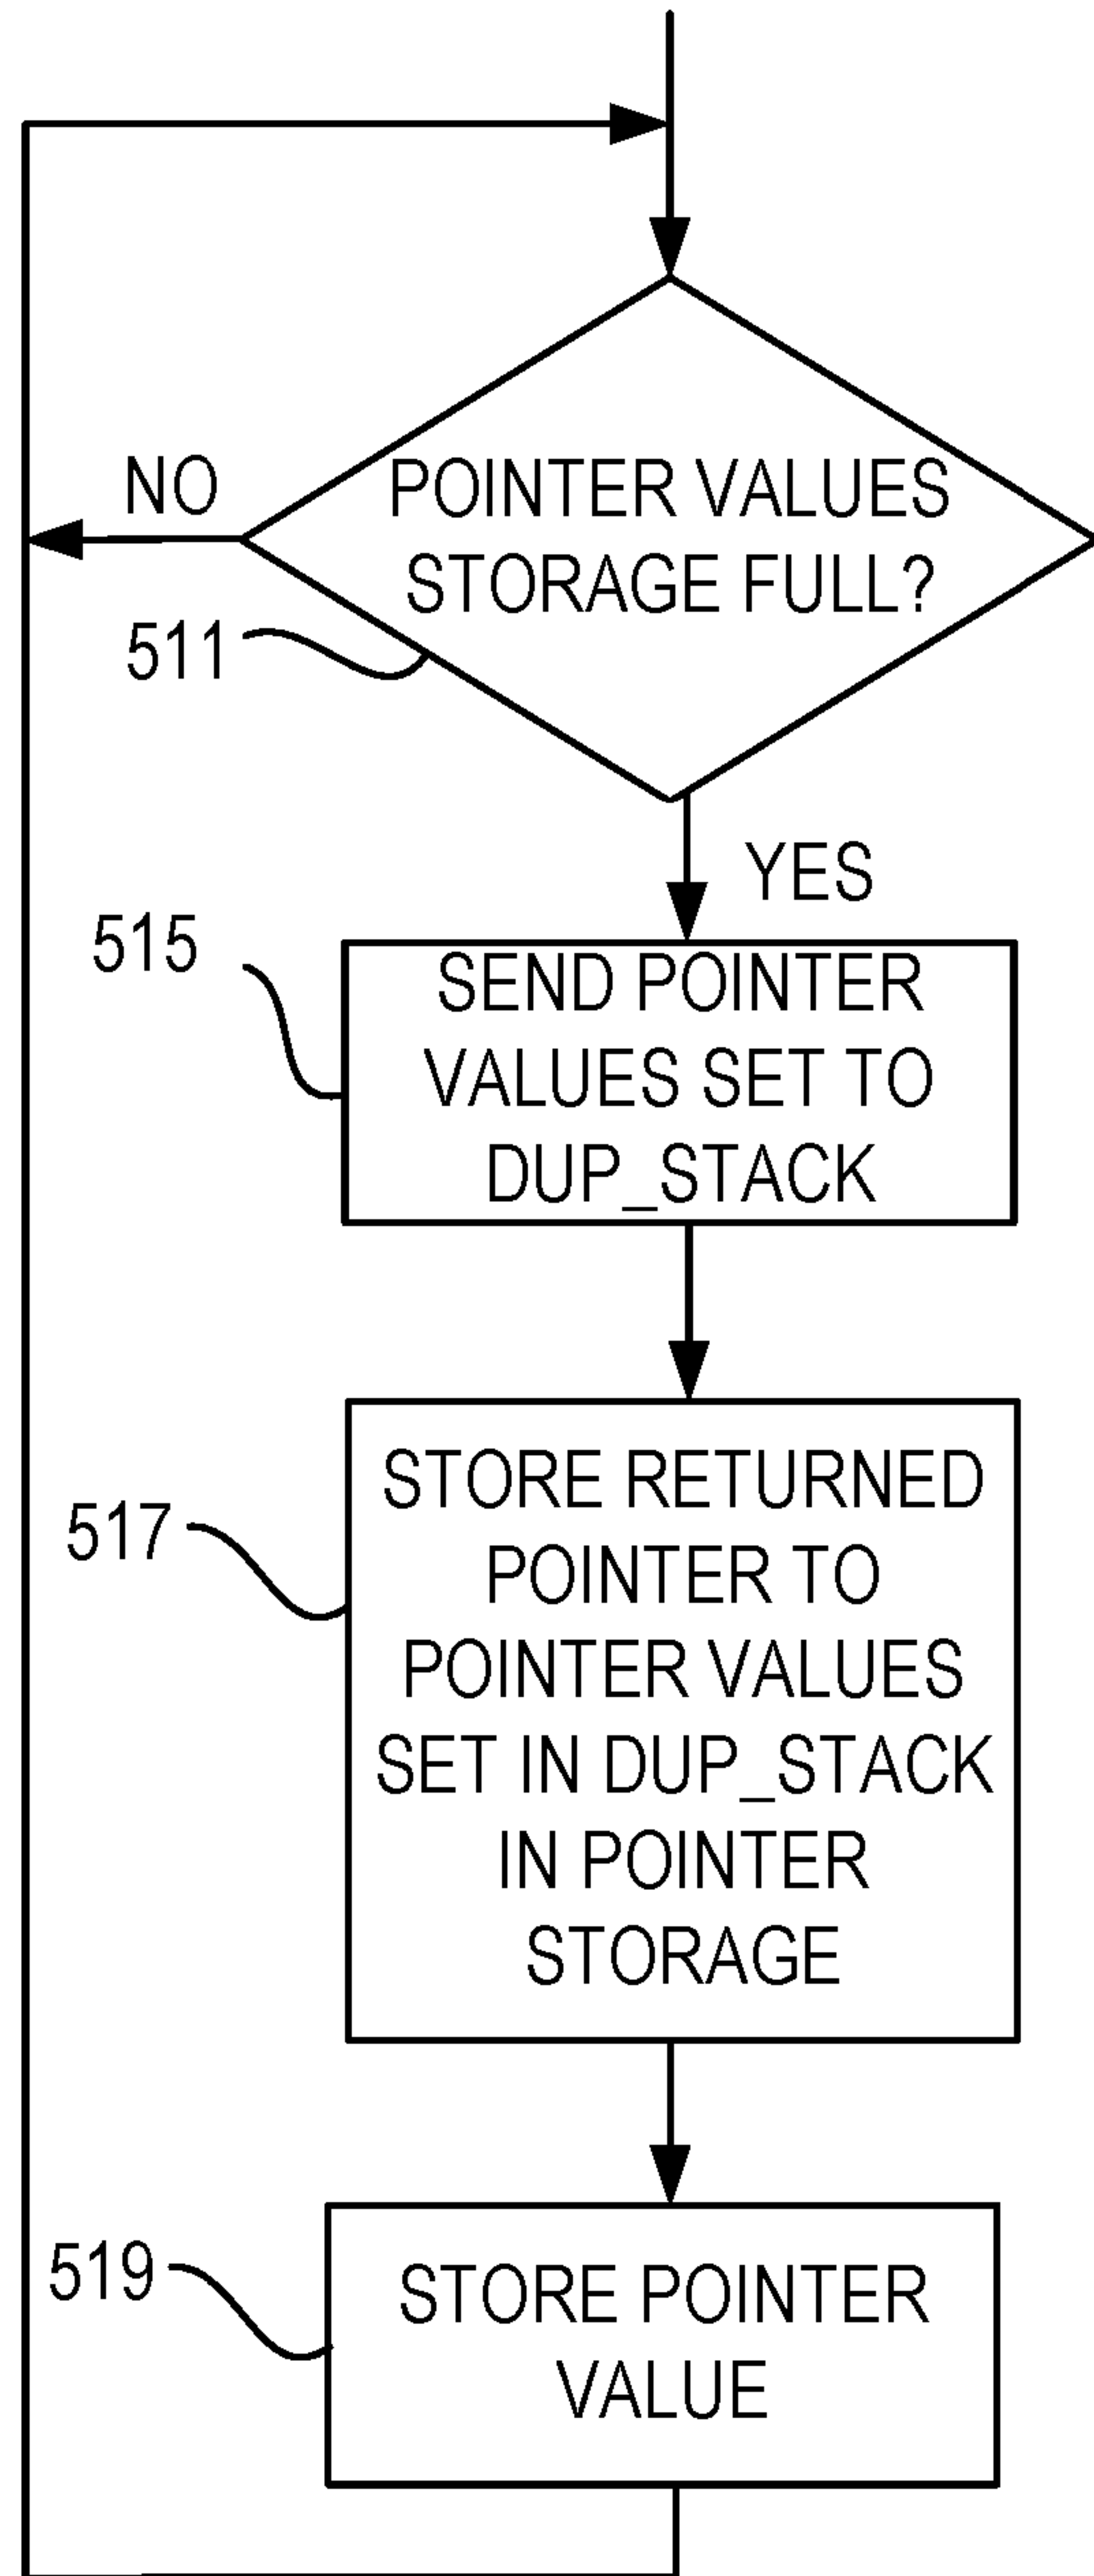 NO
POINTER VALUES
STORAGE FULL?
511
YES
515
SEND POINTER
VALUES SET TO
DUP_STACK
517
STORE RETURNED
POINTER TO
POINTER VALUES
SET IN DUP_STACK
IN POINTER
STORAGE
519
STORE POINTER
VALUE